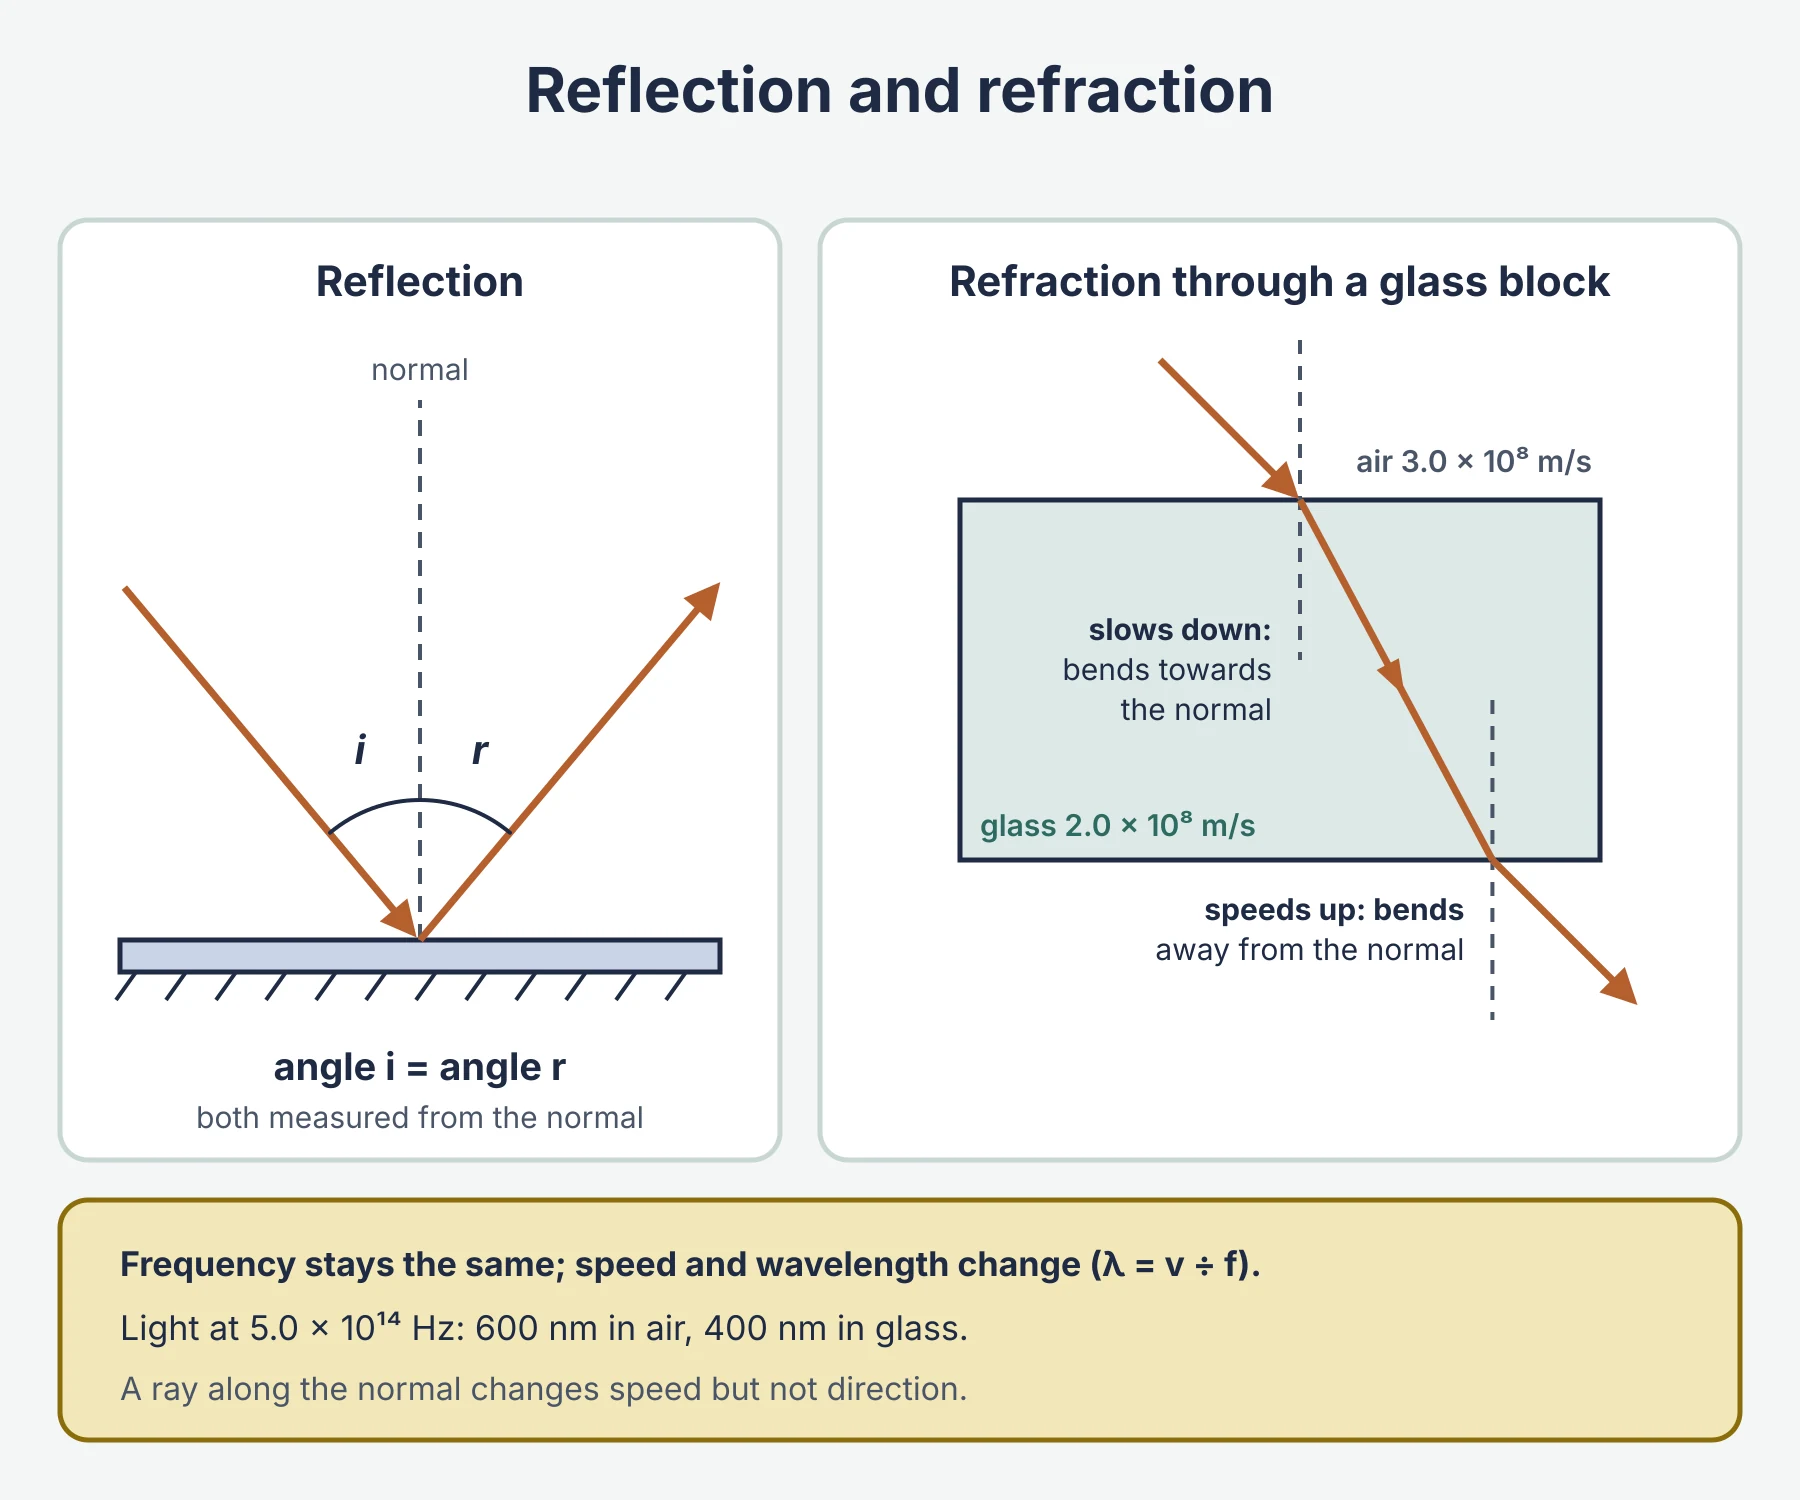 Reflection and refraction
Reflection
normal
i
r
angle i = angle r
both measured from the normal
Refraction through a glass block
air 3.0 × 10⁸ m/s
slows down:
bends towards
the normal
glass 2.0 × 10⁸ m/s
speeds up: bends
away from the normal
Frequency stays the same; speed and wavelength change (λ = v ÷ f).
Light at 5.0 × 10¹⁴ Hz: 600 nm in air, 400 nm in glass.
A ray along the normal changes speed but not direction.